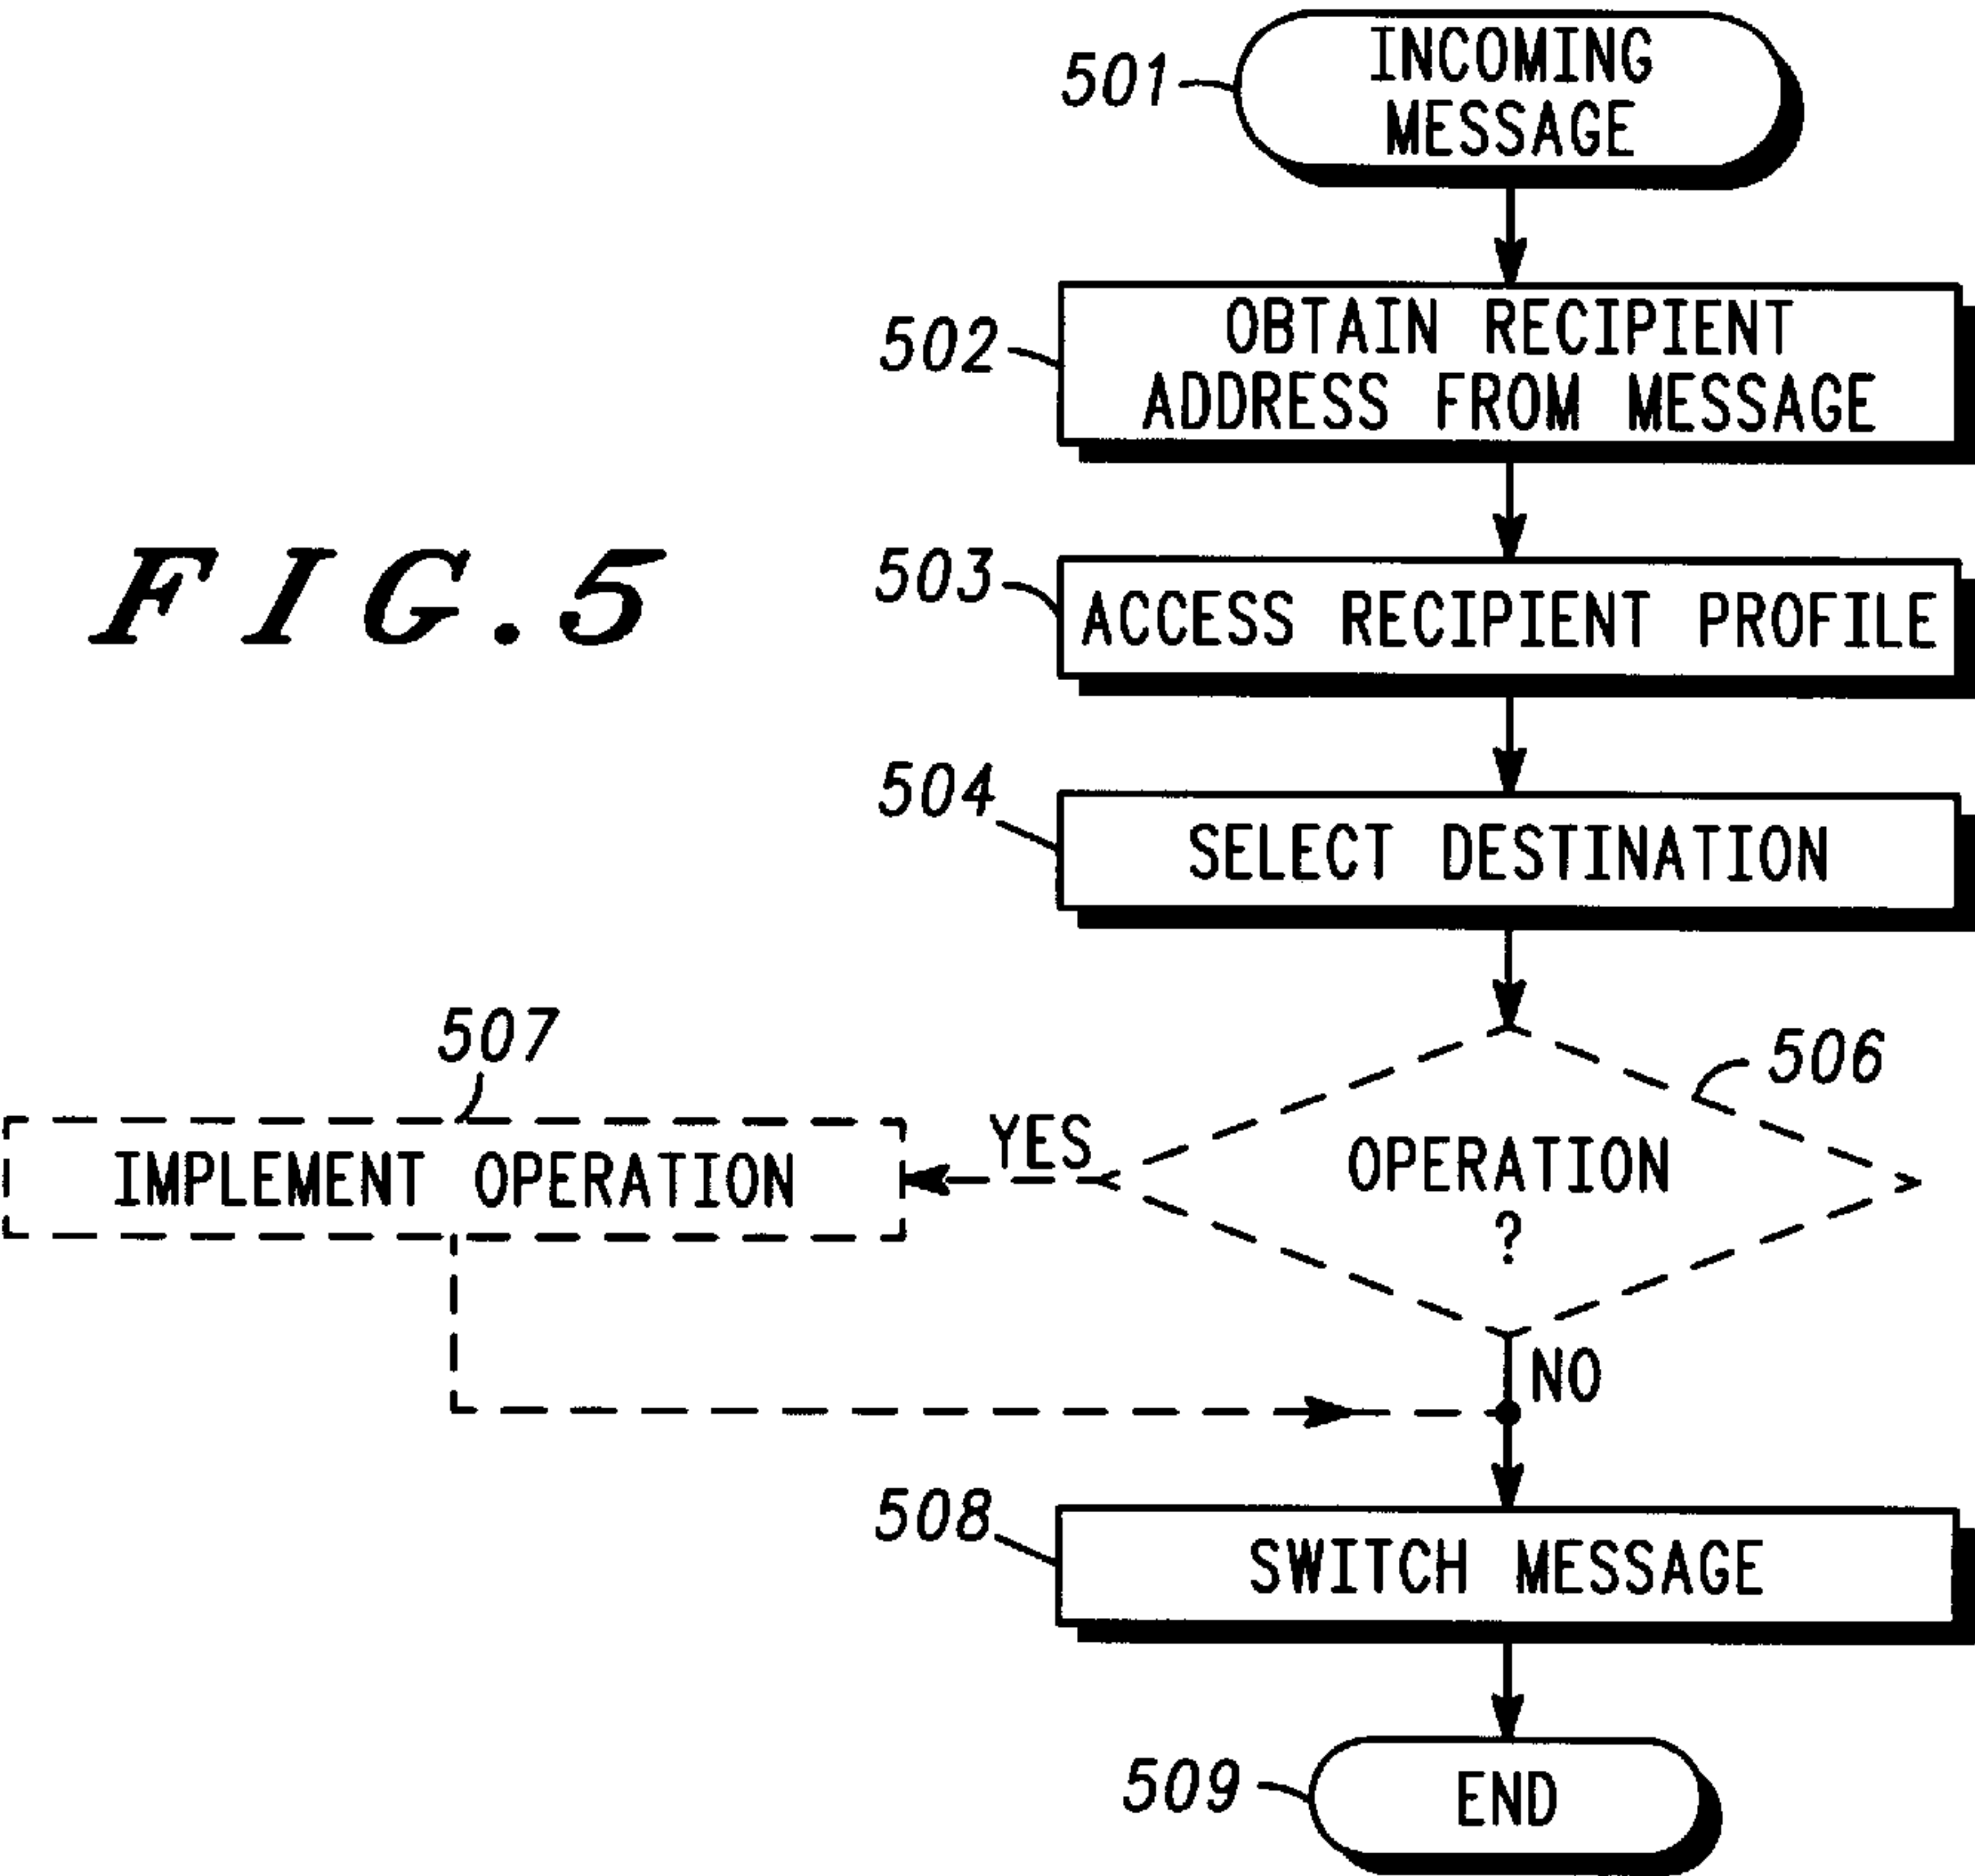 501
INCOMING
MESSAGE
502
OBTAIN RECIPIENT
ADDRESS FROM MESSAGE
FIG.5
503
ACCESS RECIPIENT PROFILE
504
SELECT DESTINATION
507
506
IMPLEMENT OPERATION
YES
OPERATION
?
NO
508
SWITCH MESSAGE
509
END